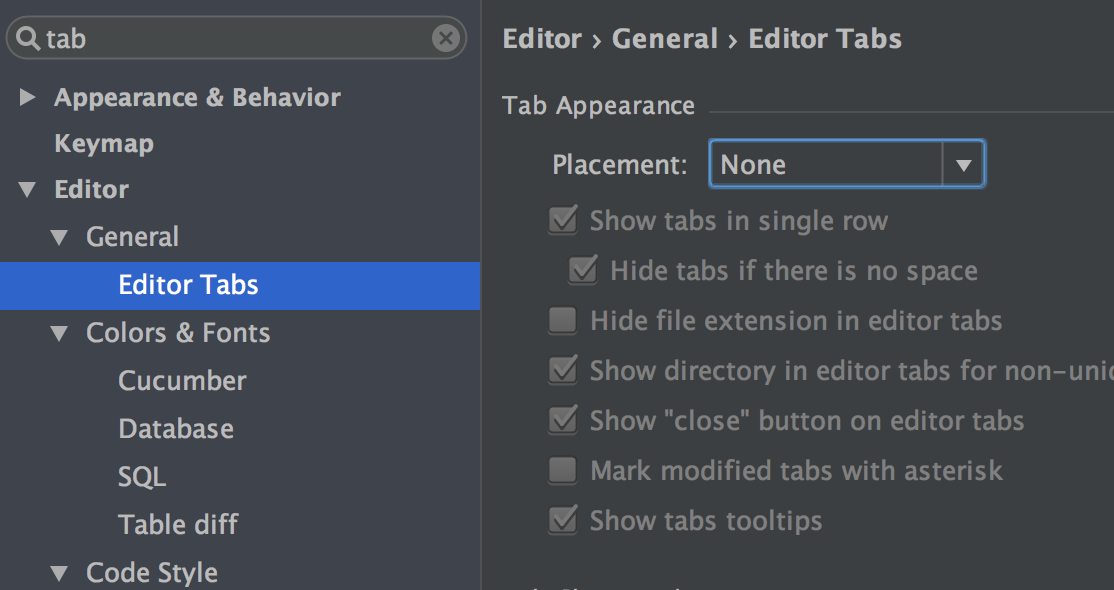 tab
Appearance & Behavior
Keymap
Editor
General
Editor Tabs
Colors & Fonts
Cucumber
Database
SQL
Table diff
Code Style
Editor › General › Editor Tabs
Tab Appearance
Placement: None
Show tabs in single row
Hide tabs if there is no space
Hide file extension in editor tabs
Show directory in editor tabs for
Show "close" button on editor tabs
Mark modified tabs with asterisk
Show tabs tooltips